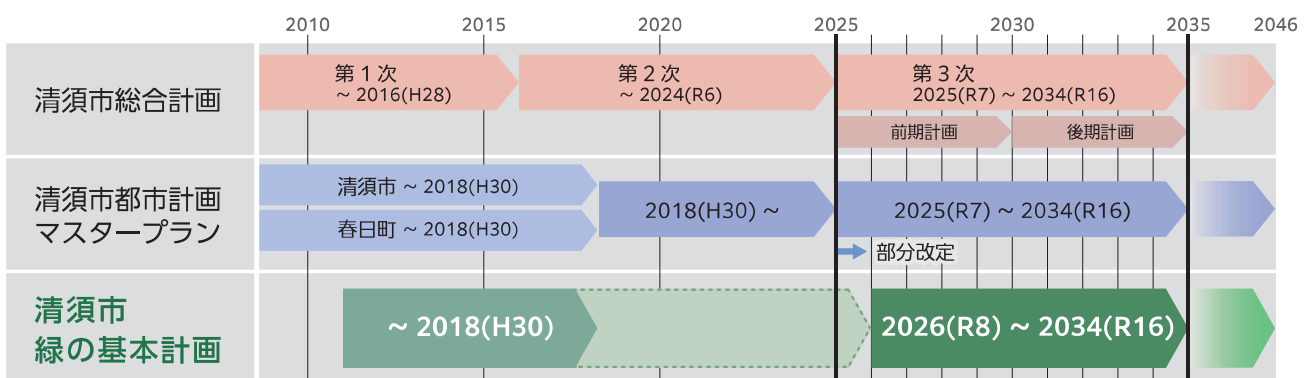 2010 2015 2020 2025 2030 2035 2046
清須市総合計画
第1次
~ 2016(H28)
第2次
~ 2024(R6)
第3次
2025(R7) ~ 2034(R16)
前期計画
後期計画
清須市都市計画
マスタープラン
清須市 ~ 2018(H30)
春日町 ~ 2018(H30)
2018(H30) ~
2025(R7) ~ 2034(R16)
部分改定
清須市
緑の基本計画
~ 2018(H30)
2026(R8) ~ 2034(R16)